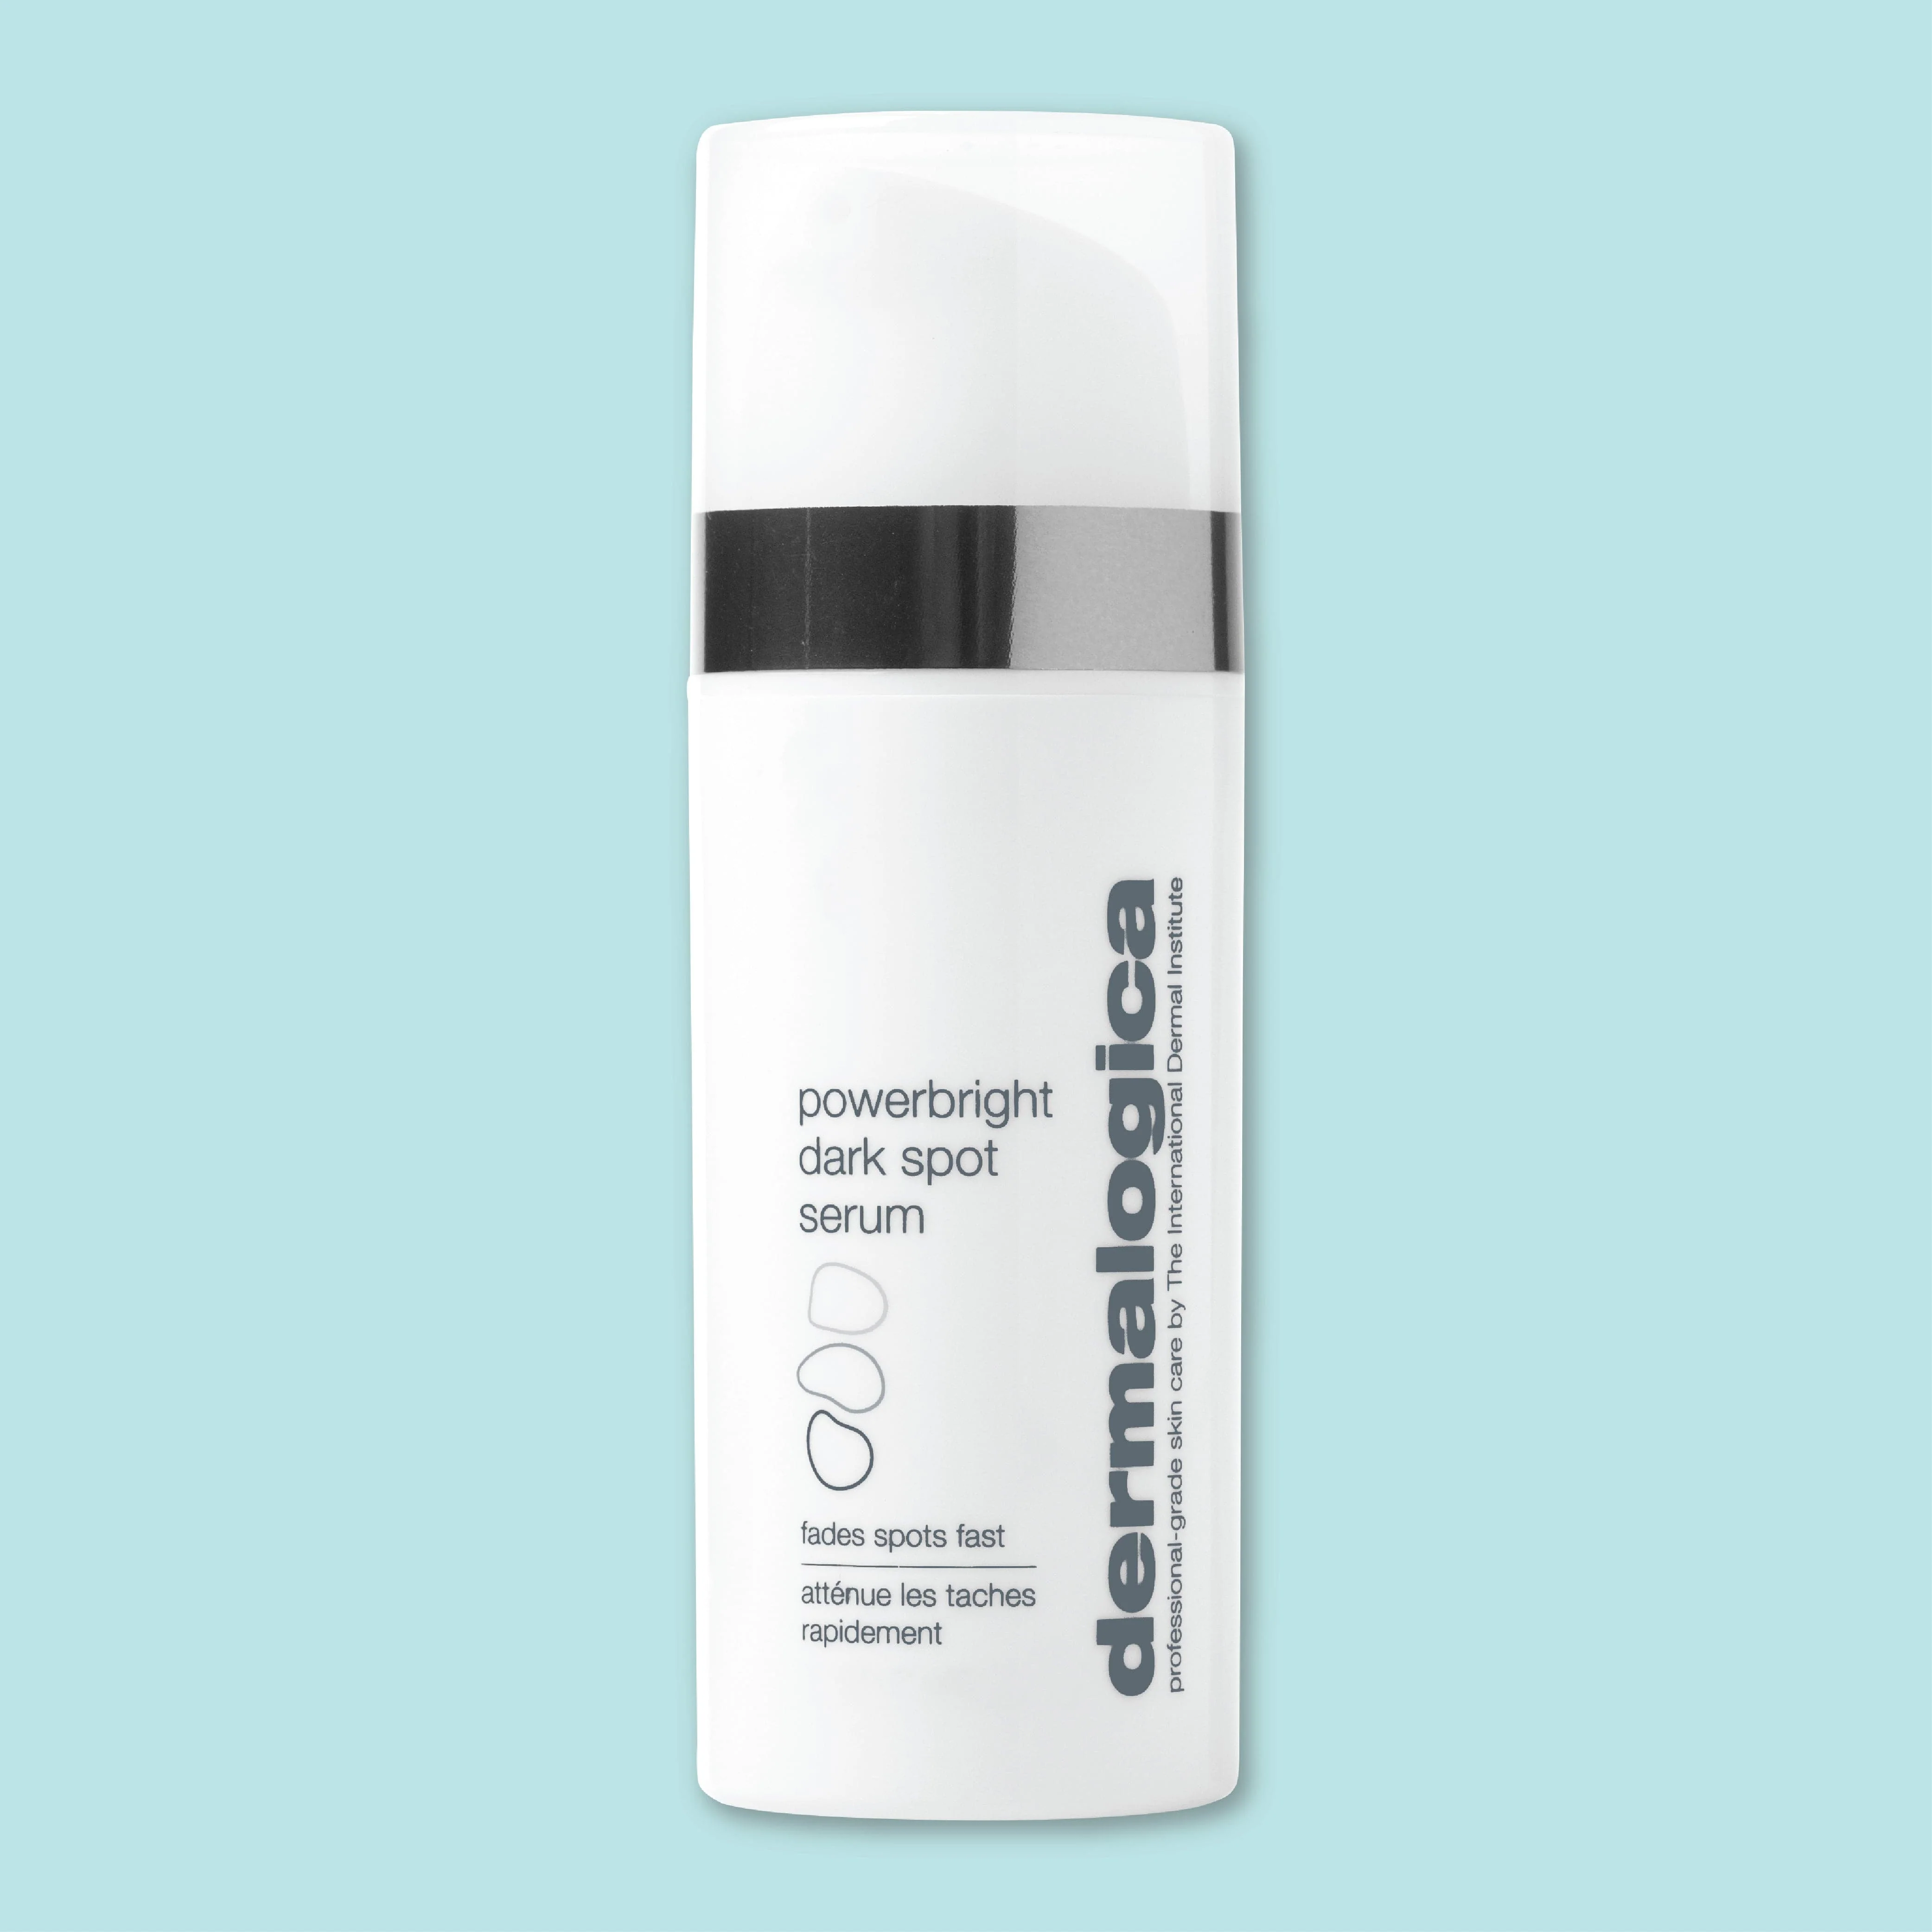 powerbright
dark spot
serum
fades spots fast
atténue les taches
rapidement
dermalogica
professional-grade skin care by The International Dermal Institute